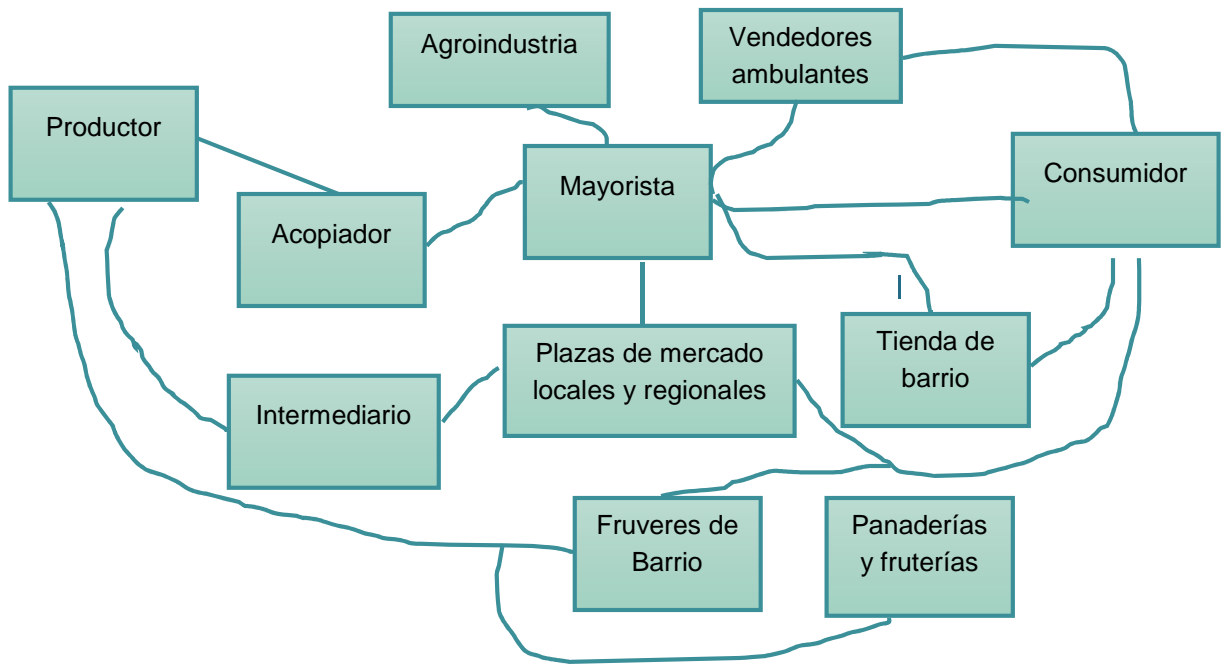 Agroindustria
Vendedores
ambulantes
Productor
Consumidor
Mayorista
Acopiador
Plazas de mercado
locales y regionales
Tienda de
barrio
Intermediario
Fruveres de
Barrio
Panaderías
y fruterías